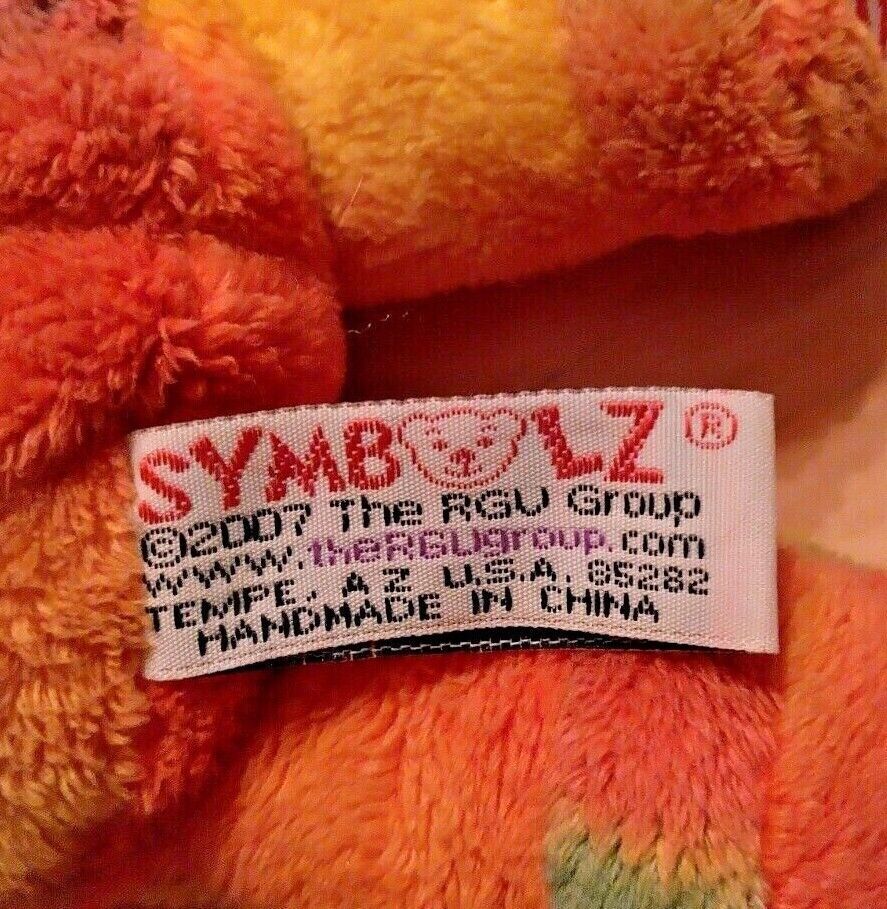 SYMBOLZ ®
©2007 The RGU Group
www.theRGUgroup.com
TEMPE, AZ U.S.A. 85282
HANDMADE IN CHINA